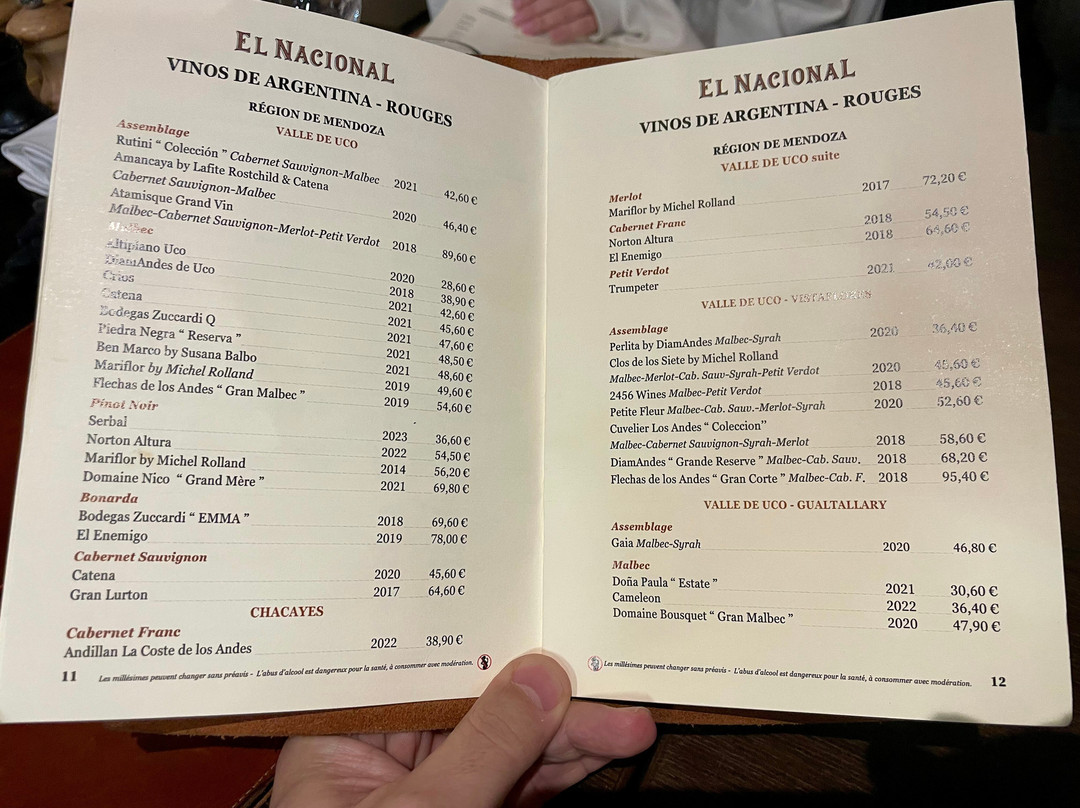 EL NACIONAL
VINOS DE ARGENTINA - ROUGES
RÉGION DE MENDOZA
VALLE DE UCO
Assemblage
Rutini “ Colección ” Cabernet Sauvignon-Malbec 2021 42,60 €
Amancaya by Lafite Rostchild & Catena
Cabernet Sauvignon-Malbec 2020 46,40 €
Atamisque Grand Vin
Malbec-Cabernet Sauvignon-Merlot-Petit Verdot 2018 89,60 €
Malbec
Altipiano Uco 2020 28,60 €
DiamAndes de Uco 2018 38,90 €
Crios 2021 42,60 €
Catena 2021 45,60 €
Bodegas Zuccardi Q 2021 47,60 €
Piedra Negra “ Reserva ” 2021 48,50 €
Ben Marco by Susana Balbo 2021 48,60 €
Mariflor by Michel Rolland 2019 49,60 €
Flechas de los Andes “ Gran Malbec ” 2019 54,60 €
Pinot Noir
Serbal 2023 36,60 €
Norton Altura 2022 54,50 €
Mariflor by Michel Rolland 2014 56,20 €
Domaine Nico “ Grand Mère ” 2021 69,80 €
Bonarda
Bodegas Zuccardi “ EMMA ” 2018 69,60 €
El Enemigo 2019 78,00 €
Cabernet Sauvignon
Catena 2020 45,60 €
Gran Lurton 2017 64,60 €
CHACAYES
Cabernet Franc
Andillan La Coste de los Andes 2022 38,90 €
11 Les millésimes peuvent changer sans préavis - L'abus d'alcool est dangereux pour la santé, à consommer avec modération.
EL NACIONAL
VINOS DE ARGENTINA - ROUGES
RÉGION DE MENDOZA
VALLE DE UCO suite
Merlot
Mariflor by Michel Rolland 2017 72,20 €
Cabernet Franc
Norton Altura 2018 54,50 €
El Enemigo 2018 €
Petit Verdot
Trumpeter 2021 42,00 €
VALLE DE UCO - VISTAFLORES
Assemblage
Perlita by DiamAndes Malbec-Syrah 2020 36,40 €
Clos de los Siete by Michel Rolland
Malbec-Merlot-Cab. Sauv-Syrah-Petit Verdot 2020 45,60 €
2456 Wines Malbec-Petit Verdot 2018 45,60 €
Petite Fleur Malbec-Cab. Sauv.-Merlot-Syrah 2020 52,60 €
Cuvelier Los Andes “ Coleccion”
Malbec-Cabernet Sauvignon-Syrah-Merlot 2018 58,60 €
DiamAndes “ Grande Reserve ” Malbec-Cab. Sauv. 2018 68,20 €
Flechas de los Andes “ Gran Corte ” Malbec-Cab. F. 2018 95,40 €
VALLE DE UCO - GUALTALLARY
Assemblage
Gaia Malbec-Syrah 2020 46,80 €
Malbec
Doña Paula “ Estate ” 2021 30,60 €
Cameleon 2022 36,40 €
Domaine Bousquet “ Gran Malbec ” 2020 47,90 €
Les millésimes peuvent changer sans préavis - L'abus d'alcool est dangereux pour la santé, à consommer avec modération. 12